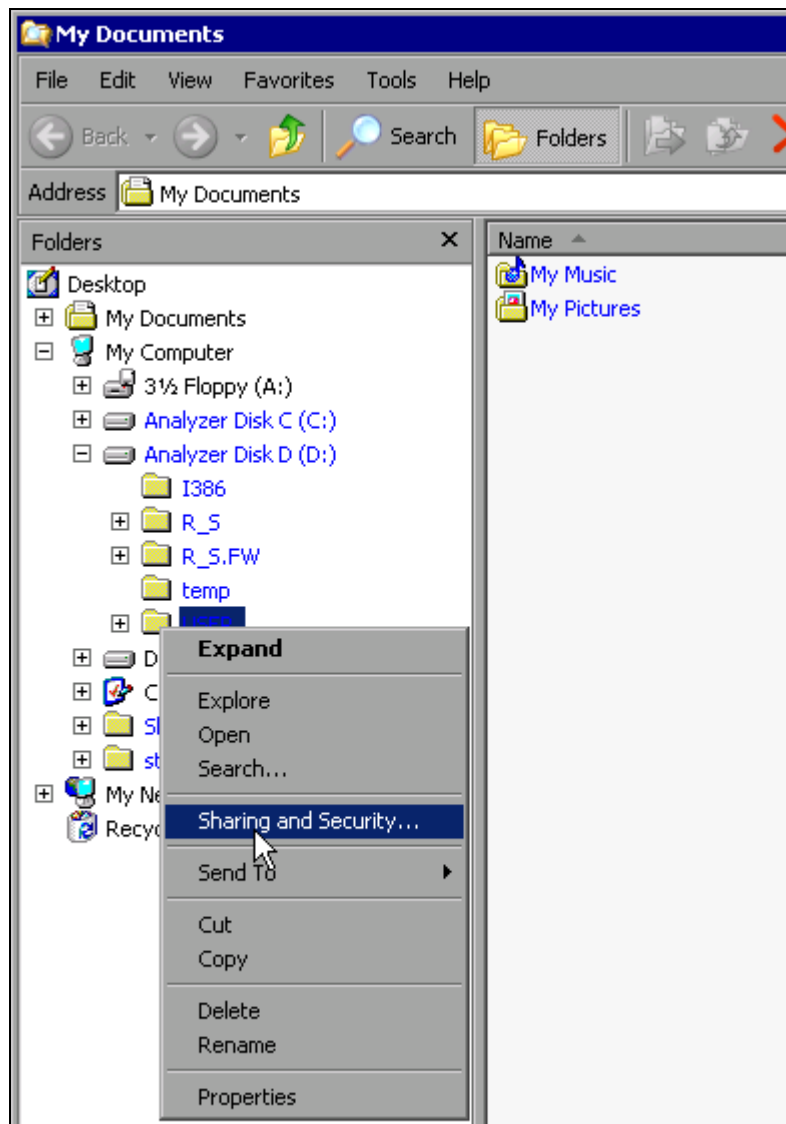 My Documents
File Edit View Favorites Tools Help
Back Search Folders
Address My Documents
Folders
Name
Desktop
My Music
My Documents
My Pictures
My Computer
3½ Floppy (A:)
Analyzer Disk C (C:)
Analyzer Disk D (D:)
I386
R_S
R_S.FW
temp
Expand
Explore
Open
Search...
Sharing and Security...
Send To
Cut
Copy
Delete
Rename
Properties